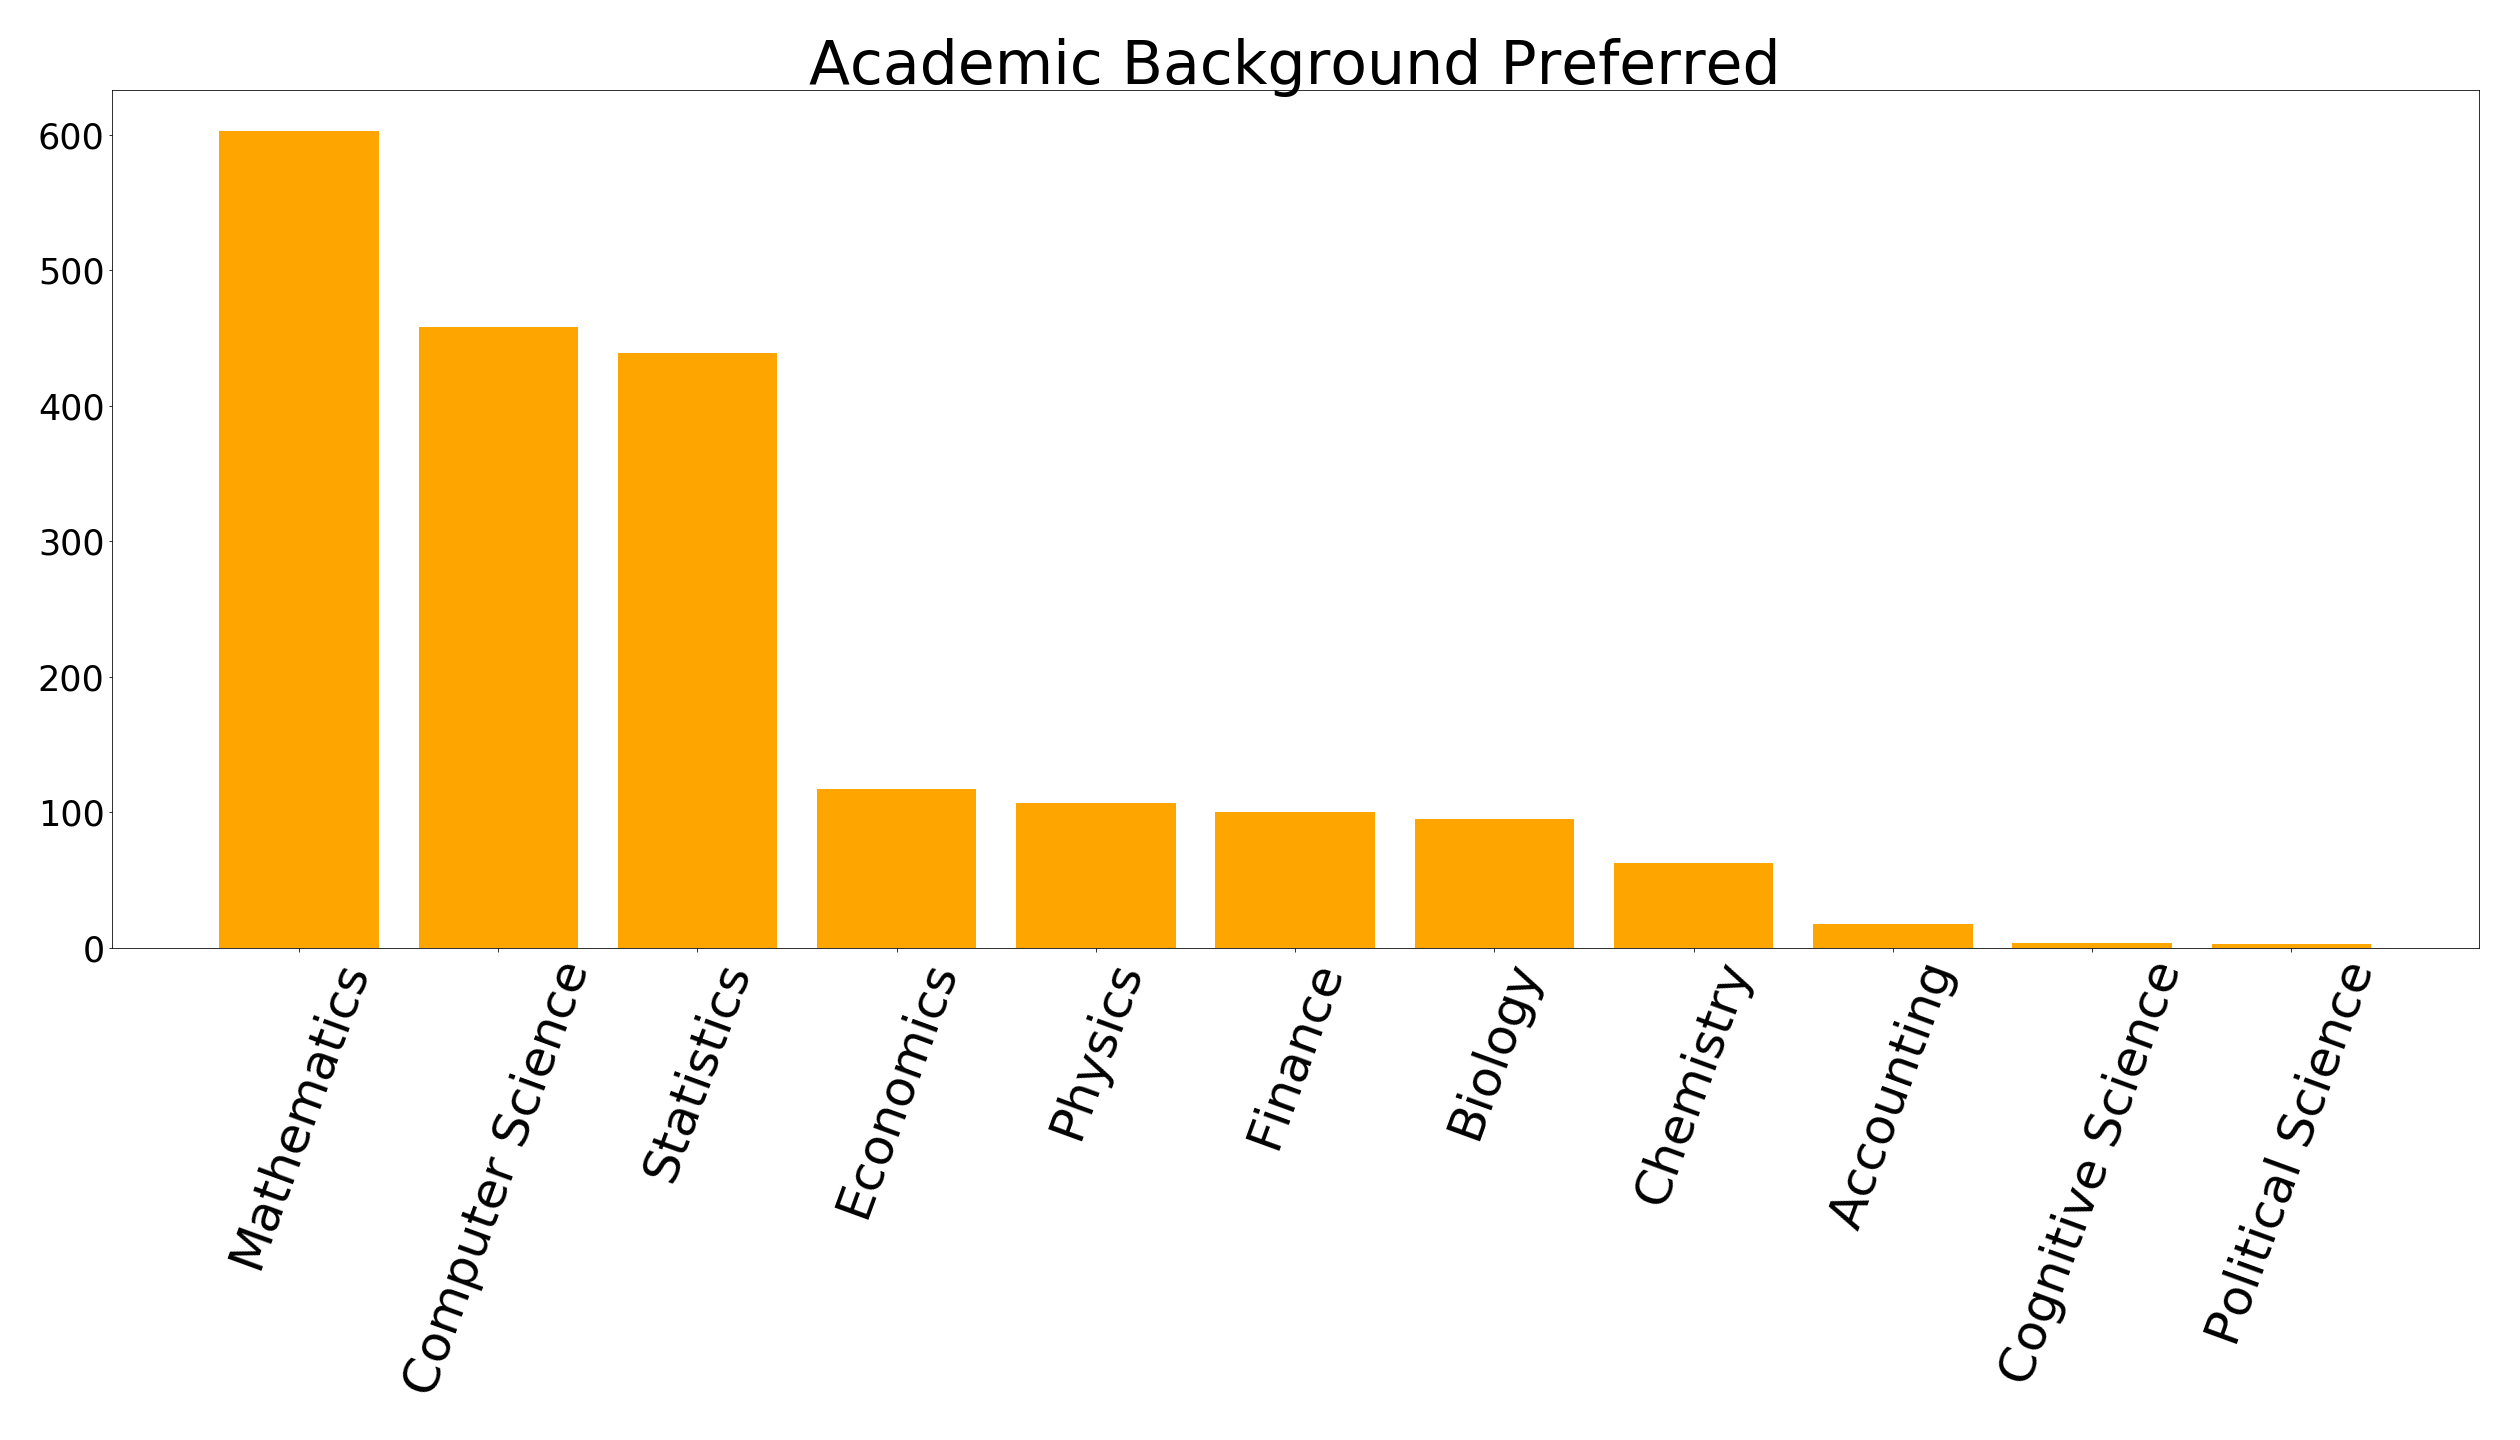 Academic Background Preferred
600
500
400
300
200
100
0
Mathematics
Computer Science
Statistics
Economics
Physics
Finance
Biology
Chemistry
Accounting
Cognitive Science
Political Science